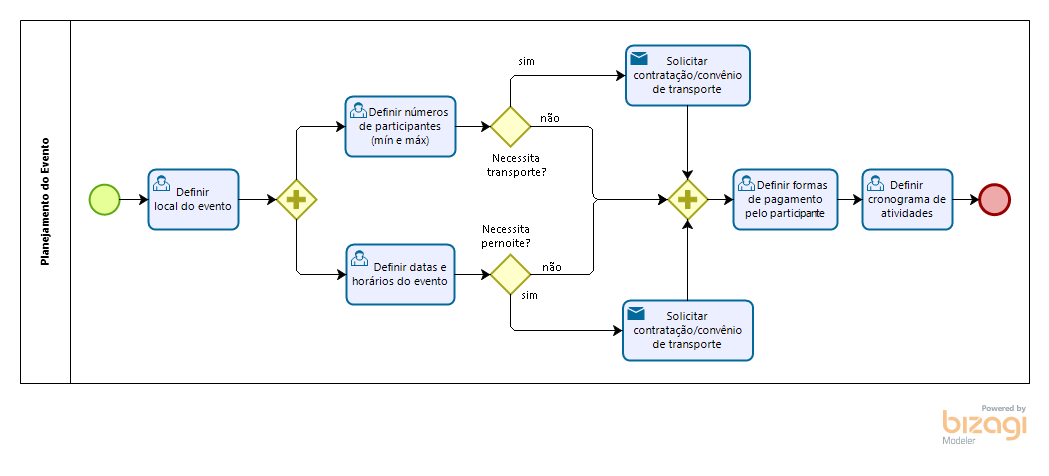 Planejamento do Evento
Definir
local do evento
Definir números
de participantes
(mín e máx)
Necessita
transporte?
sim
não
Solicitar
contratação/convênio
de transporte
Definir datas e
horários do evento
Necessita
pernoite?
não
sim
Solicitar
contratação/convênio
de transporte
Definir formas
de pagamento
pelo participante
Definir
cronograma de
atividades
Powered by
bizagi
Modeler